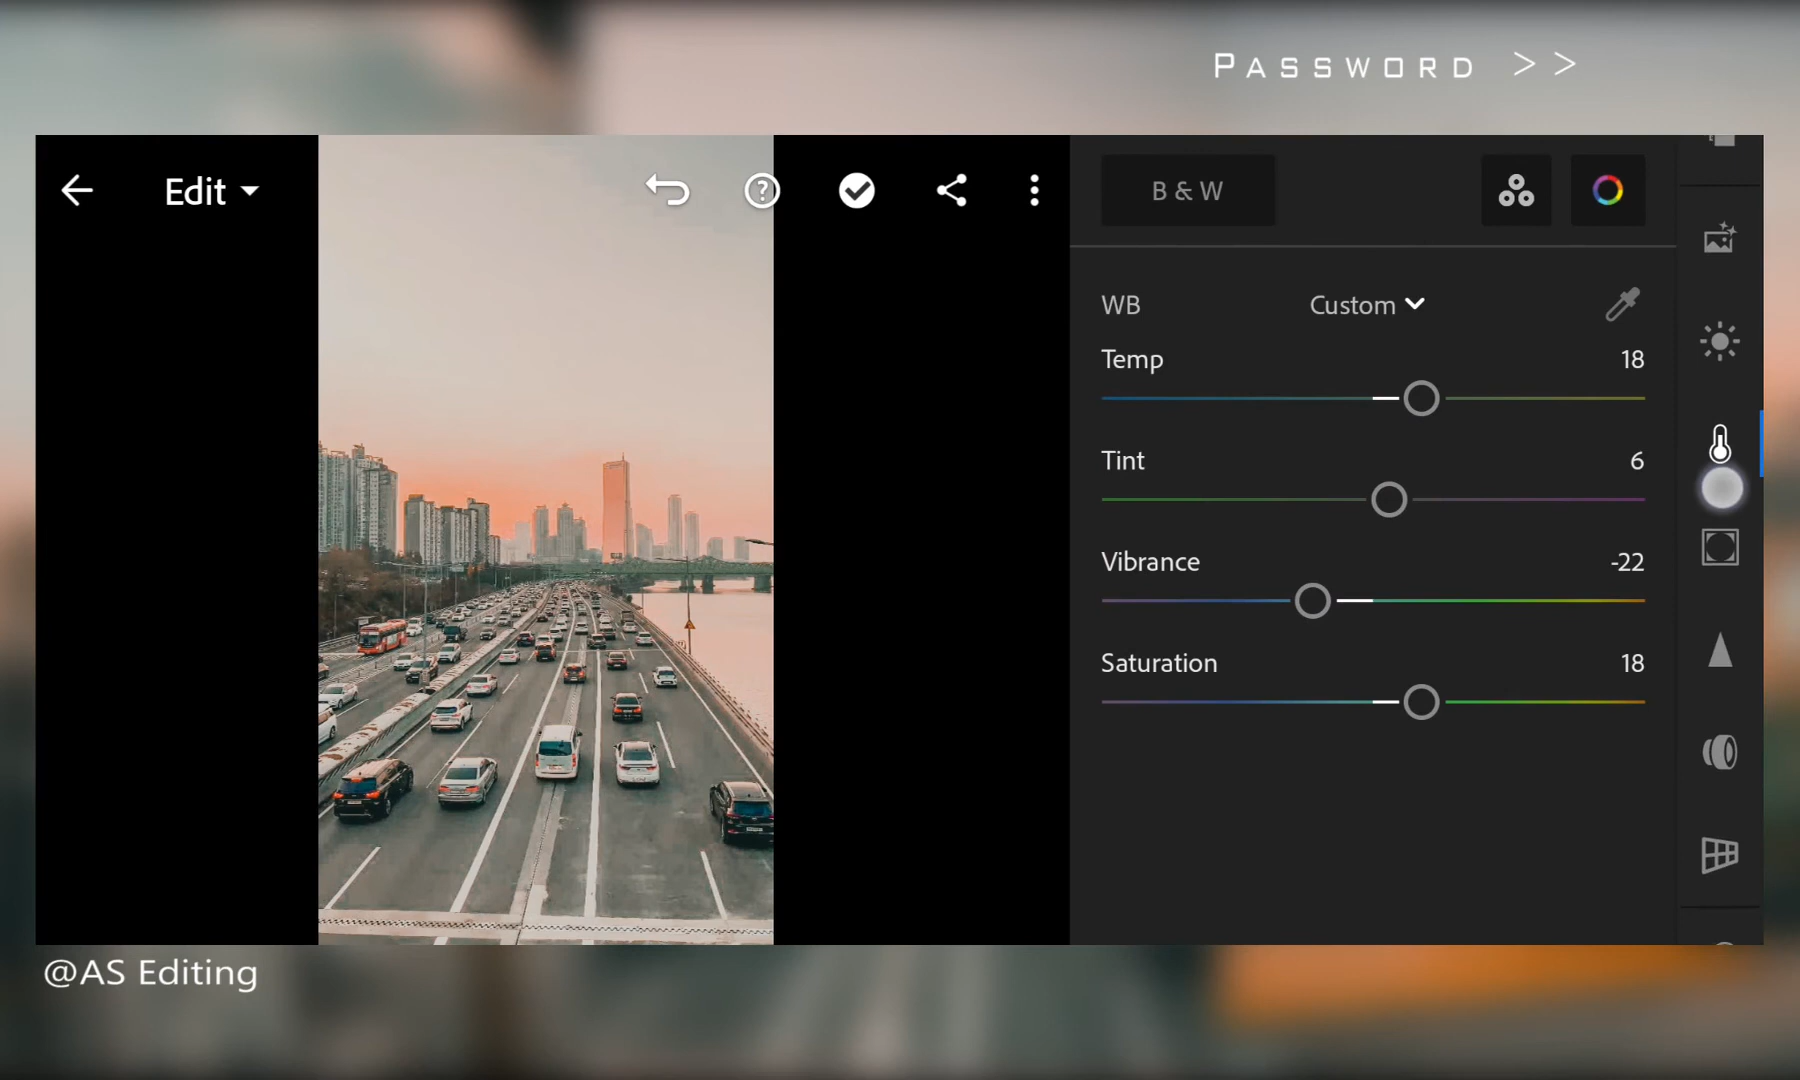 PASSWORD >>
Edit
B & W
WB Custom
Temp 18
Tint 6
Vibrance -22
Saturation 18
@AS Editing